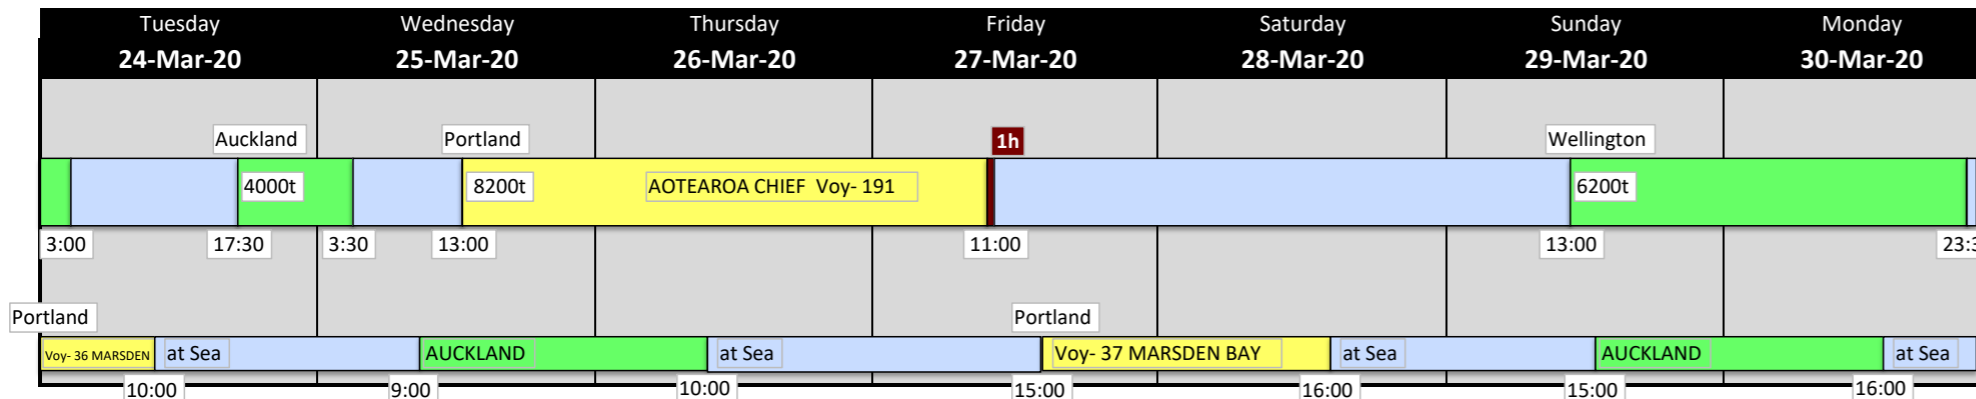 Tuesday Wednesday Thursday Friday Saturday Sunday Monday
24-Mar-20 25-Mar-20 26-Mar-20 27-Mar-20 28-Mar-20 29-Mar-20 30-Mar-20
Auckland Portland 1h Wellington
4000t 8200t AOTEAROA CHIEF Voy- 191 6200t
3:00 17:30 3:30 13:00 11:00 13:00 23:3
Portland Portland
Voy- 36 MARSDEN at Sea AUCKLAND at Sea Voy- 37 MARSDEN BAY at Sea AUCKLAND at Sea
10:00 9:00 10:00 15:00 16:00 15:00 16:00